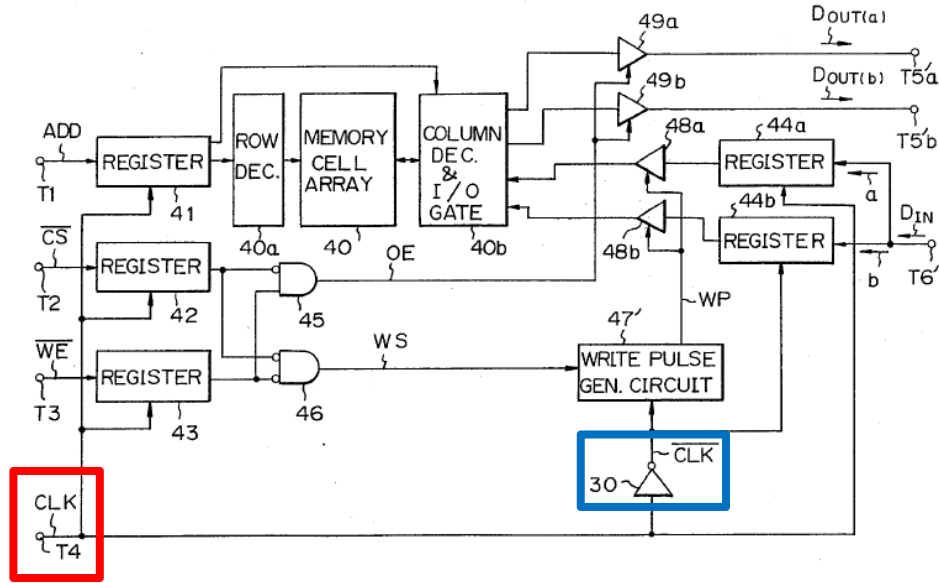 49a
DOUT(a)
T5'a
49b
DOUT(b)
T5'b
ADD
T1
REGISTER
41
ROW
DEC.
40a
MEMORY
CELL
ARRAY
40
COLUMN
DEC.
&
I/O
GATE
40b
48a
44a
REGISTER
a
48b
44b
REGISTER
b
DIN
T6'
CS
T2
REGISTER
42
45
OE
WE
T3
REGISTER
43
46
WS
WP
47'
WRITE PULSE
GEN. CIRCUIT
CLK
30
CLK
T4